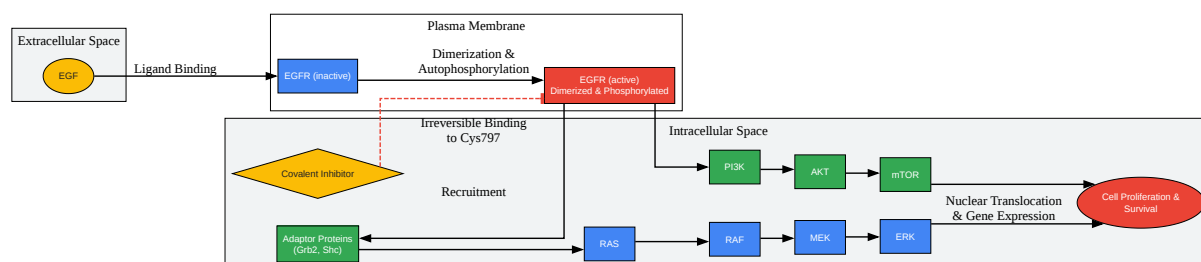 Plasma Membrane
Extracellular Space
EGF
Ligand Binding
EGFR (inactive)
Dimerization &
Autophosphorylation
EGFR (active)
Dimerized & Phosphorylated
Irreversible Binding
to Cys797
Intracellular Space
Covalent Inhibitor
Recruitment
PI3K
AKT
mTOR
Nuclear Translocation
& Gene Expression
Cell Proliferation &
Survival
Adaptor Proteins
(Grb2, Shc)
RAS
RAF
MEK
ERK